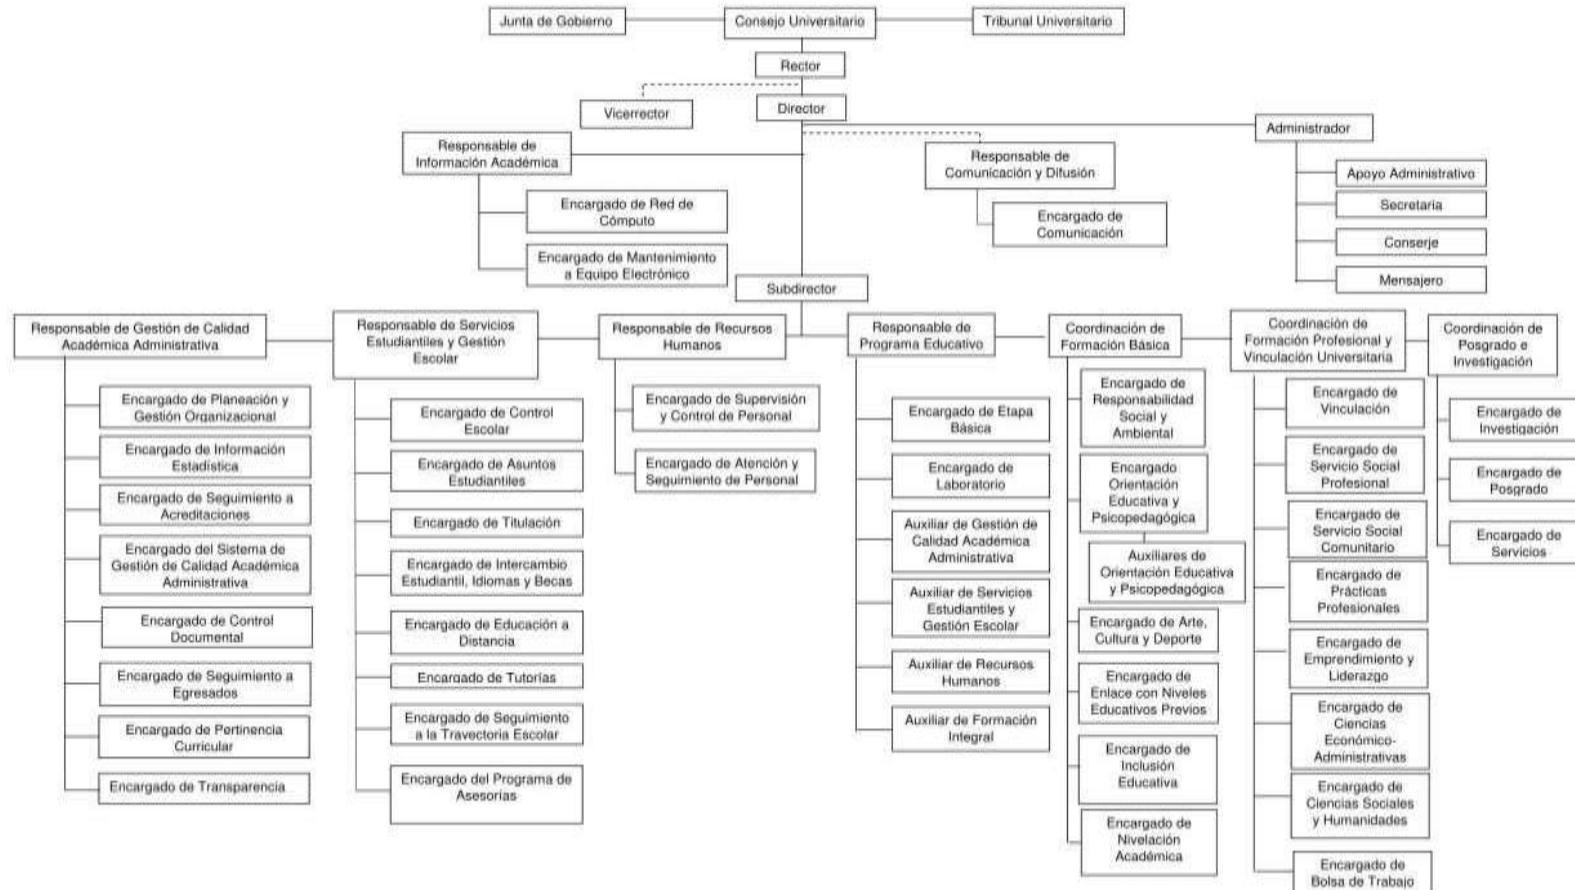 Junta de Gobierno
Consejo Universitario
Tribunal Universitario
Rector
Vicerrector
Director
Administrador
Responsable de
Información Académica
Responsable de
Comunicación y Difusión
Apoyo Administrativo
Secretaria
Conserje
Mensajero
Encargado de Red de
Cómputo
Encargado de Mantenimiento
a Equipo Electrónico
Encargado de
Comunicación
Subdirector
Responsable de Gestión de Calidad
Académica Administrativa
Encargado de Planeación y
Gestión Organizacional
Encargado de Información
Estadística
Encargado de Seguimiento a
Acreditaciones
Encargado del Sistema de
Gestión de Calidad Académica
Administrativa
Encargado de Control
Documental
Encargado de Seguimiento a
Egresados
Encargado de Pertinencia
Curricular
Encargado de Transparencia
Responsable de Servicios
Estudiantiles y Gestión
Escolar
Encargado de Control
Escolar
Encargado de Asuntos
Estudiantiles
Encargado de Titulación
Encargado de Intercambio
Estudiantil, Idiomas y Becas
Encargado de Educación a
Distancia
Encargado de Tutorías
Encargado de Seguimiento
a la Travectoria Escolar
Encargado del Programa de
Asesorías
Responsable de Recursos
Humanos
Encargado de Supervisión
y Control de Personal
Encargado de Atención y
Seguimiento de Personal
Responsable de
Programa Educativo
Encargado de Etapa
Básica
Encargado de
Laboratorio
Auxiliar de Gestión de
Calidad Académica
Administrativa
Auxiliar de Servicios
Estudiantiles y
Gestión Escolar
Auxiliar de Recursos
Humanos
Auxiliar de Formación
Integral
Coordinación de
Formación Básica
Encargado de
Responsabilidad
Social y
Ambiental
Encargado
Orientación
Educativa y
Psicopedagógica
Auxiliares de
Orientación Educativa
y Psicopedagógica
Encargado de Arte,
Cultura y Deporte
Encargado de
Enlace con Niveles
Educativos Previos
Encargado de
Inclusión
Educativa
Encargado de
Nivelación
Académica
Coordinación de
Formación Profesional y
Vinculación Universitaria
Encargado de
Vinculación
Encargado de
Servicio Social
Profesional
Encargado de
Servicio Social
Comunitario
Encargado de
Prácticas
Profesionales
Encargado de
Emprendimiento y
Liderazgo
Encargado de
Ciencias
Económico-
Administrativas
Encargado de
Ciencias Sociales
y Humanidades
Encargado de
Bolsa de Trabajo
Coordinación de
Posgrado e
Investigación
Encargado de
Investigación
Encargado de
Posgrado
Encargado de
Servicios